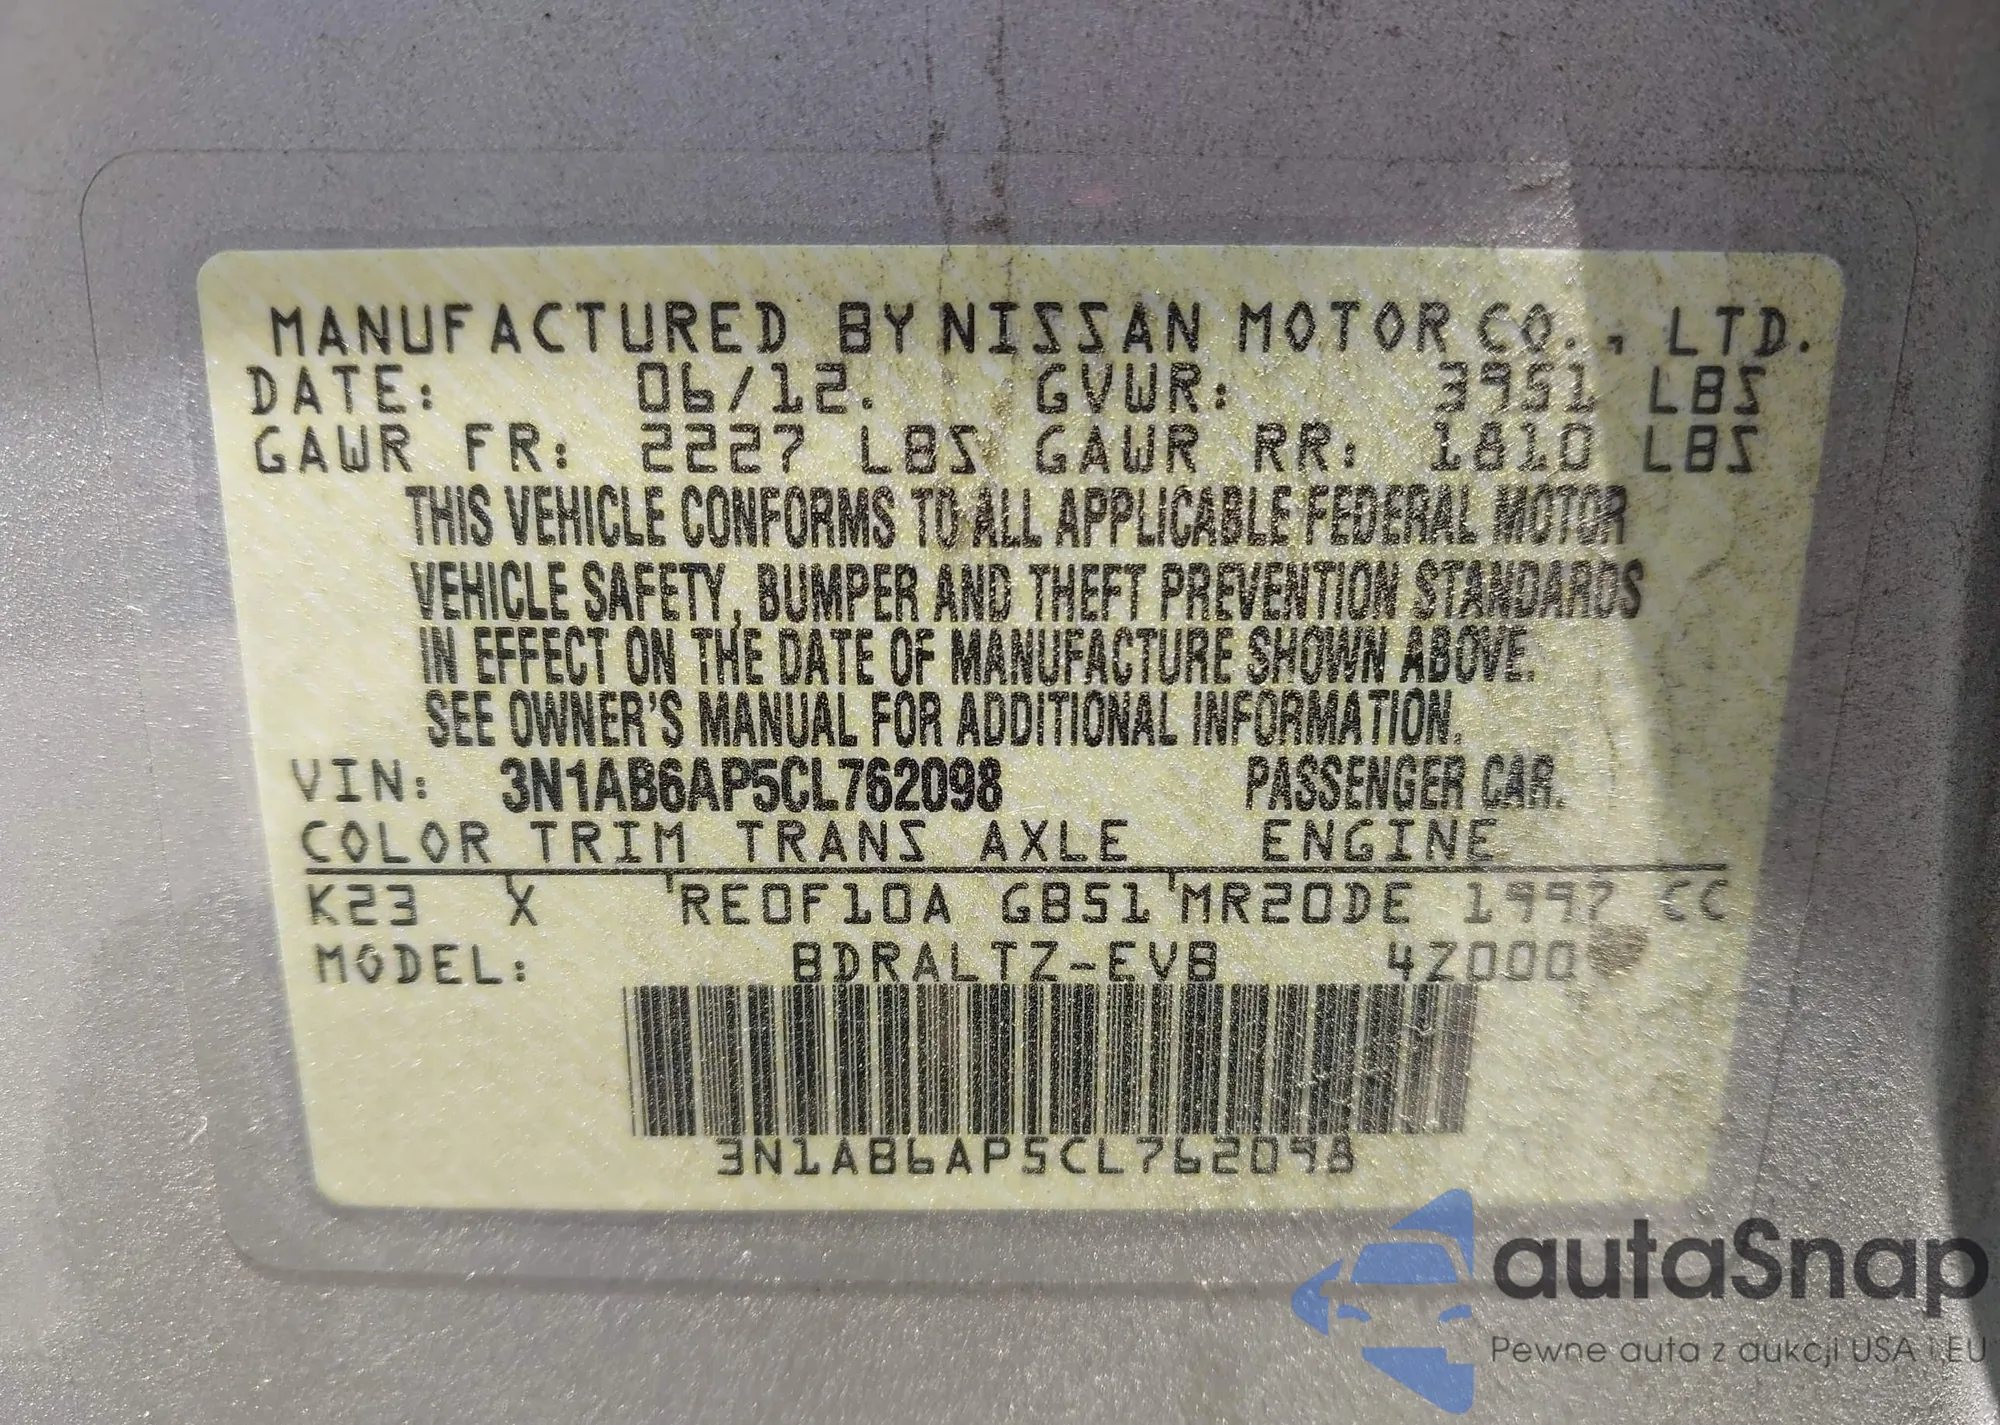 MANUFACTURED BY NISSAN MOTOR CO., LTD.
DATE: 06/12. GVWR: 3951 LBS
GAWR FR: 2227 LBS GAWR RR: 1810 LBS
THIS VEHICLE CONFORMS TO ALL APPLICABLE FEDERAL MOTOR
VEHICLE SAFETY, BUMPER AND THEFT PREVENTION STANDARDS
IN EFFECT ON THE DATE OF MANUFACTURE SHOWN ABOVE.
SEE OWNER'S MANUAL FOR ADDITIONAL INFORMATION.
VIN: 3N1AB6AP5CL762098 PASSENGER CAR.
COLOR TRIM TRANS AXLE ENGINE
K23 X RE0F10A GB51 MR20DE 1997 CC
MODEL: BDRALTZ-EVB 4Z000
3N1AB6AP5CL762098
autaSnap
Pewne auta z aukcji USA i EU